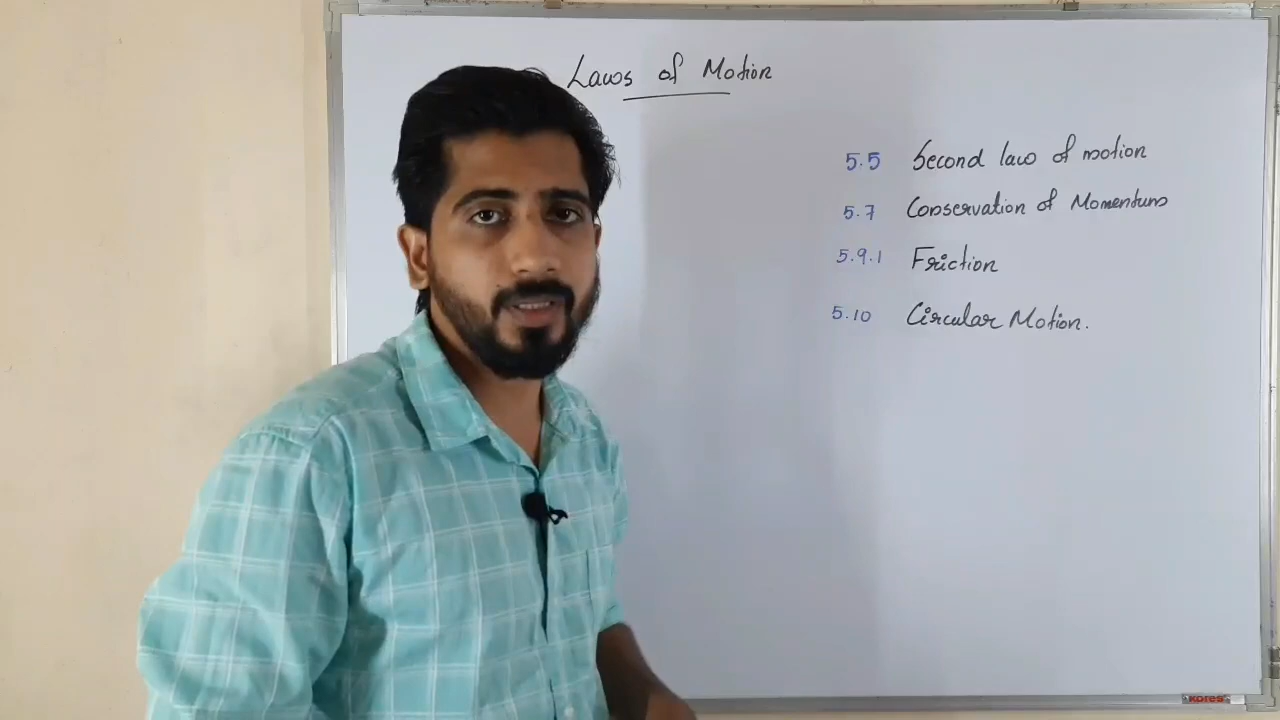 Laws of Motion
5.5 Second law of motion
5.7 Conservation of Momentum
5.9.1 Friction
5.10 Circular Motion.
Kores